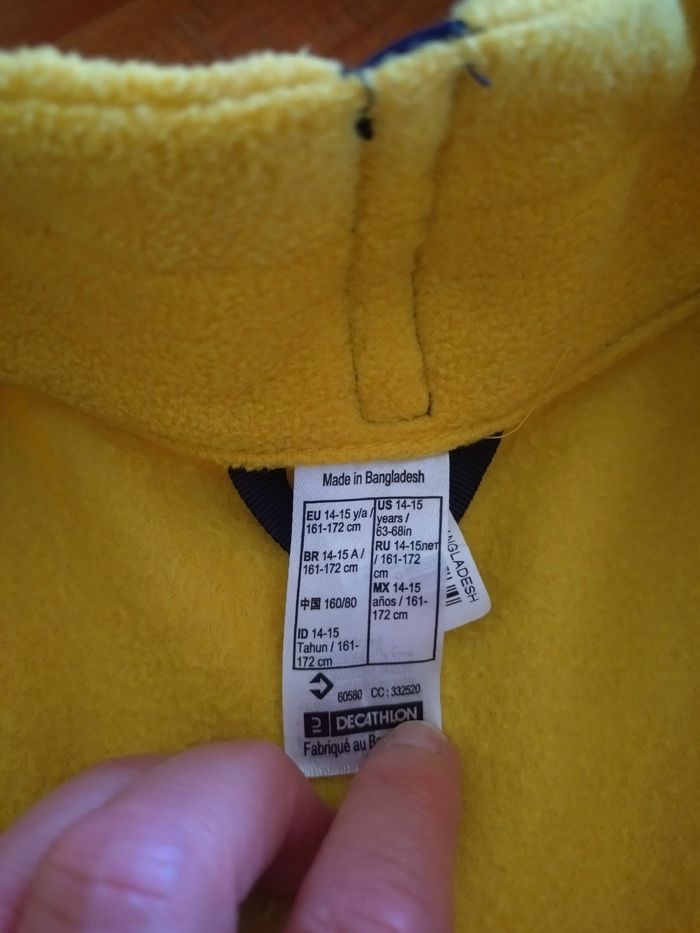 Made in Bangladesh
EU 14-15 y/a /
161-172 cm
BR 14-15 A /
161-172 cm
中国 160/80
ID 14-15
Tahun / 161-
172 cm
US 14-15
years /
63-68in
RU 14-15лет
/ 161-172
cm
MX 14-15
años / 161-
172 cm
60580 CC : 332520
DECATHLON
Fabriqué au